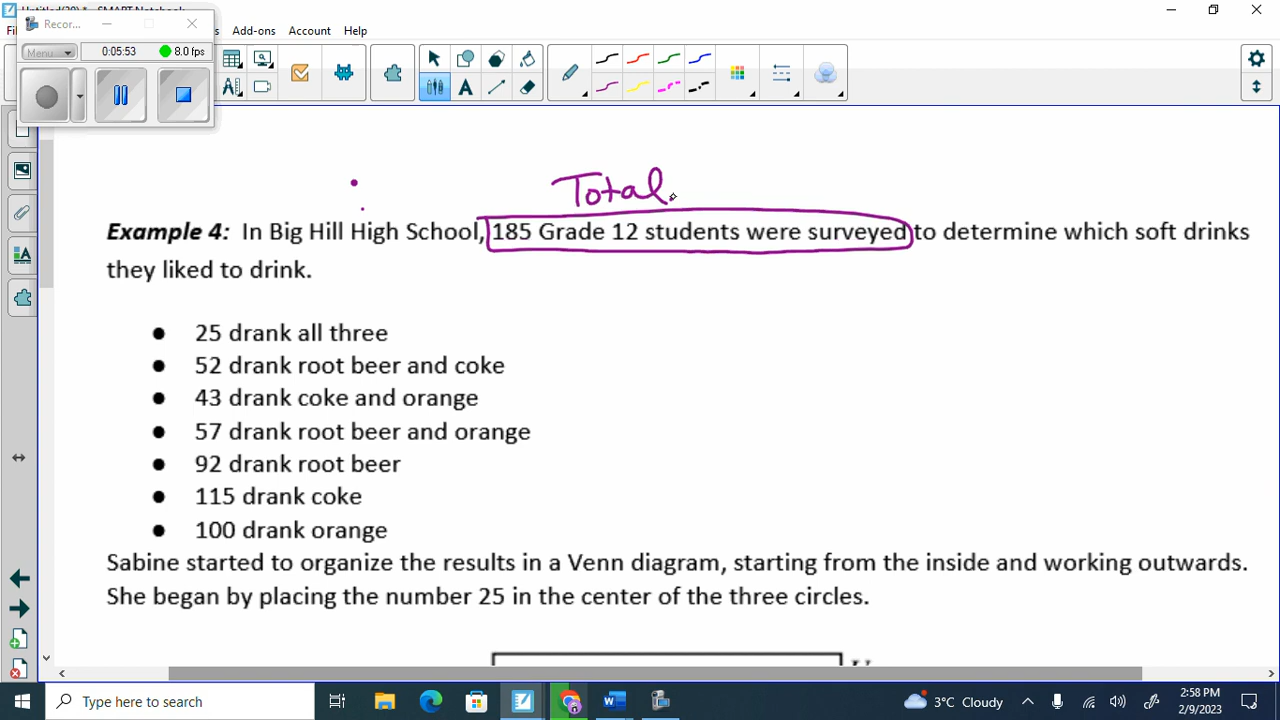 Recor...
Untitled(20) * - SMART Notebook
Add-ons Account Help
Menu
0:05:53
8.0 fps
Total
Example 4: In Big Hill High School, 185 Grade 12 students were surveyed to determine which soft drinks
they liked to drink.
● 25 drank all three
● 52 drank root beer and coke
● 43 drank coke and orange
● 57 drank root beer and orange
● 92 drank root beer
● 115 drank coke
● 100 drank orange
Sabine started to organize the results in a Venn diagram, starting from the inside and working outwards.
She began by placing the number 25 in the center of the three circles.
Type here to search
3°C Cloudy
2:58 PM
2/9/2023